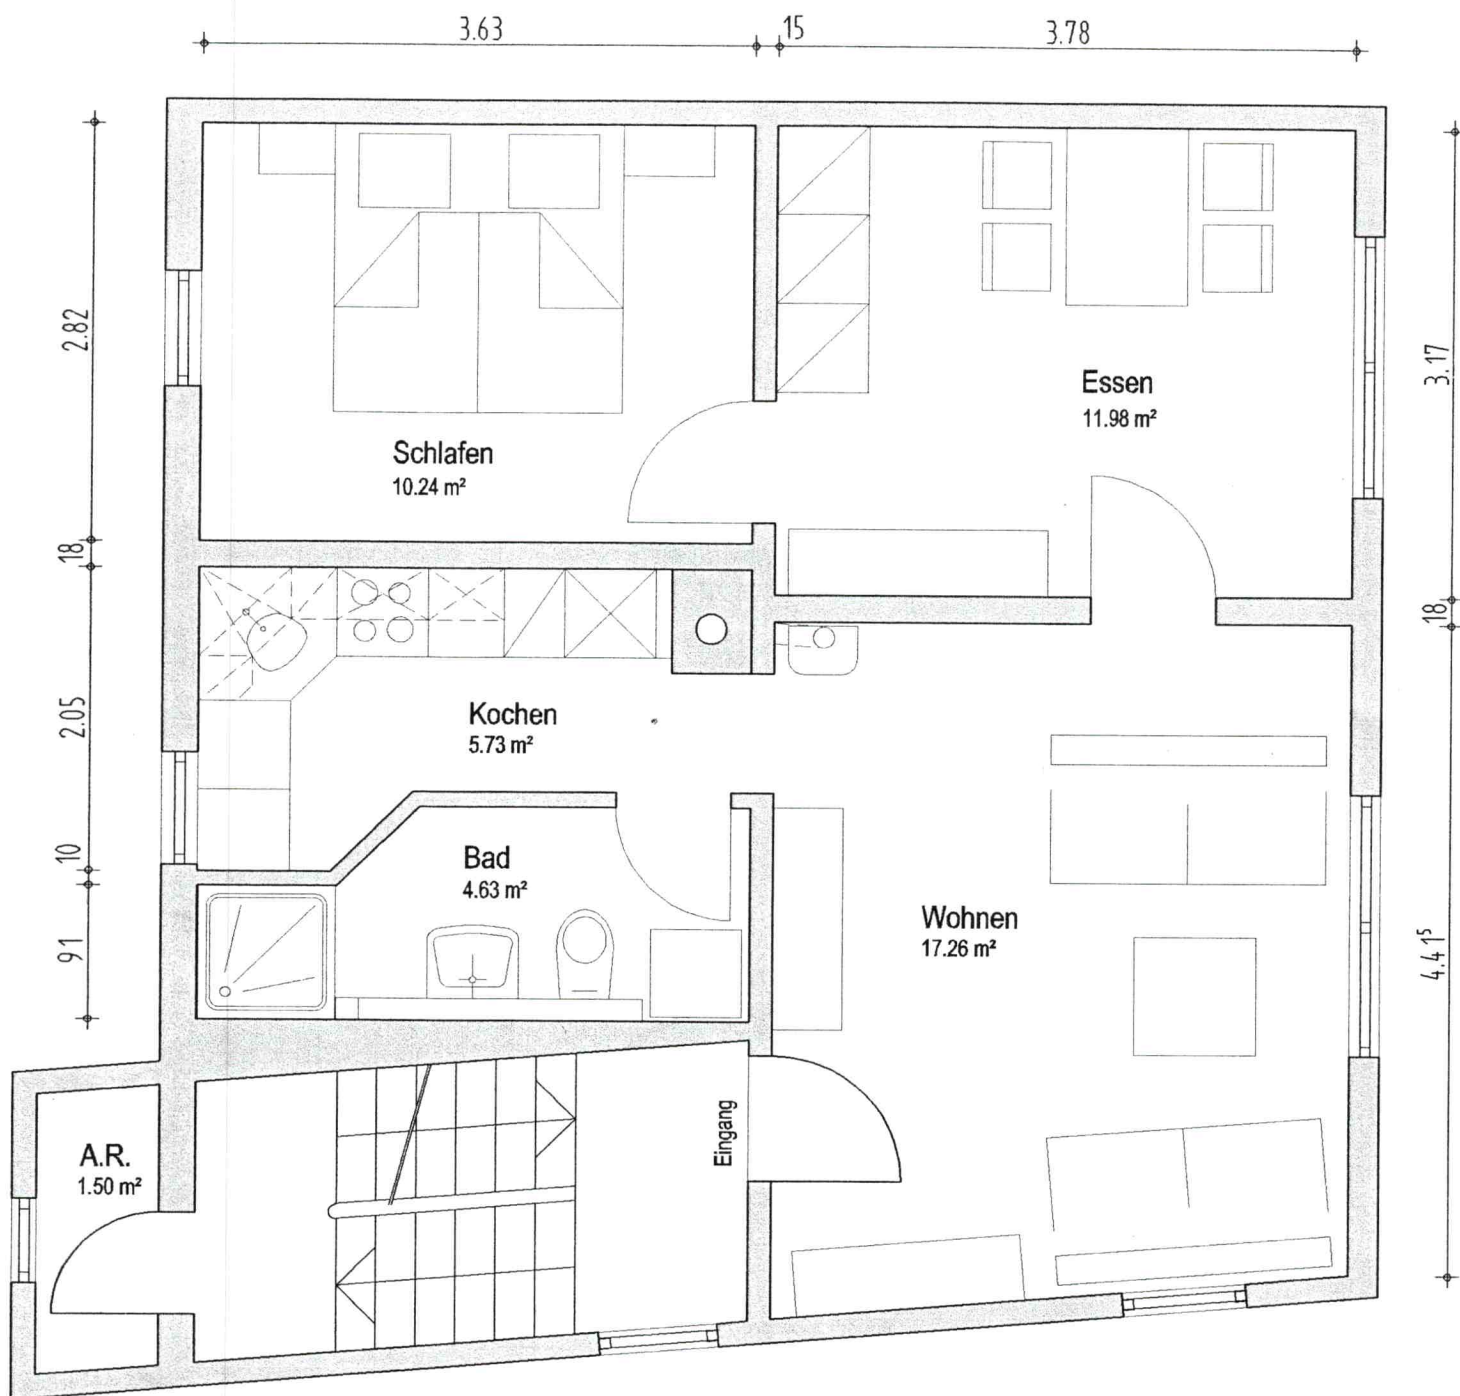 3.63
15
3.78
2.82
18
2.05
10
91
3.17
18
4.41⁵
Schlafen
10.24 m²
Essen
11.98 m²
Kochen
5.73 m²
Bad
4.63 m²
Wohnen
17.26 m²
A.R.
1.50 m²
Eingang